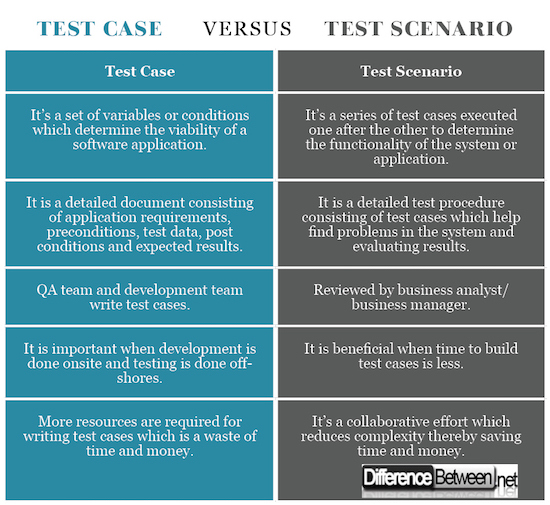 TEST CASE VERSUS TEST SCENARIO
Test Case
Test Scenario
It's a set of variables or conditions
which determine the viability of a
software application.
It's a series of test cases executed
one after the other to determine
the functionality of the system or
application.
It is a detailed document consisting
of application requirements,
preconditions, test data, post
conditions and expected results.
It is a detailed test procedure
consisting of test cases which help
find problems in the system and
evaluating results.
QA team and development team
write test cases.
Reviewed by business analyst/
business manager.
It is important when development is
done onsite and testing is done off-
shores.
It is beneficial when time to build
test cases is less.
More resources are required for
writing test cases which is a waste of
time and money.
It's a collaborative effort which
reduces complexity thereby saving
time and money.
Difference Between.net